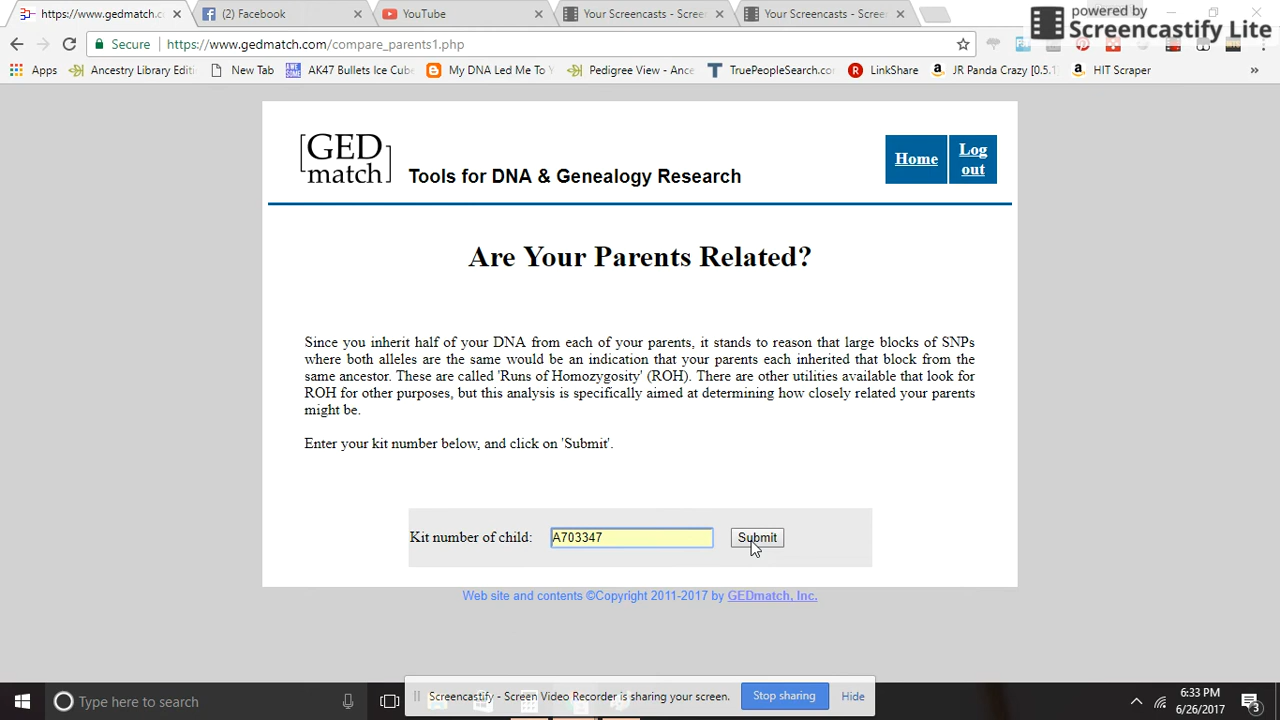 https://www.gedmatch.c
(2) Facebook
YouTube
Your Screencasts - Scree
Your Screencasts - Scree
powered by
Screencastify Lite
Secure
https://www.gedmatch.com/compare_parents1.php
Apps
Ancestry Library Editi
New Tab
AK47 Bullets Ice Cube
My DNA Led Me T Y
Pedigree View - Ance
TruePeopleSearch.co
LinkShare
JR Panda Crazy [0.5.1
HIT Scraper
»
[GED
match]
Tools for DNA & Genealogy Research
Home
Log
out
Are Your Parents Related?
Since you inherit half of your DNA from each of your parents, it stands to reason that large blocks of SNPs
where both alleles are the same would be an indication that your parents each inherited that block from the
same ancestor. These are called 'Runs of Homozygosity' (ROH). There are other utilities available that look for
ROH for other purposes, but this analysis is specifically aimed at determining how closely related your parents
might be.
Enter your kit number below, and click on 'Submit'.
Kit number of child:
A703347
Submit
Web site and contents ©Copyright 2011-2017 by GEDmatch, Inc.
Type here to search
Screencastify - Screen Video Recorder is sharing your screen.
Stop sharing
Hide
6:33 PM
6/26/2017
3